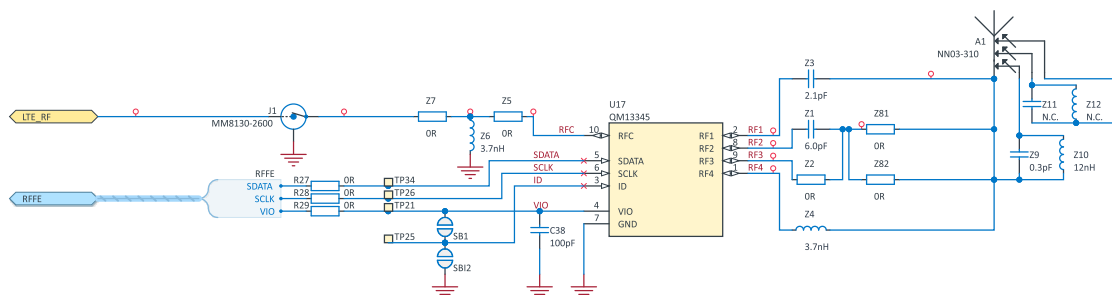 LTE_RF
J1
MM8130-2600
Z7
0R
Z6
3.7nH
Z5
0R
RFC
U17
QM13345
10
RFC
5
SDATA
6
SCLK
3
ID
4
VIO
7
GND
RF1
2
RF2
8
RF3
9
RF4
1
SDATA
SCLK
ID
VIO
RFFE
RFFE
SDATA
SCLK
VIO
R27
0R
R28
0R
R29
0R
TP34
TP26
TP21
TP25
SB1
SBI2
C38
100pF
RF1
RF2
RF3
RF4
Z3
2.1pF
Z1
6.0pF
Z2
0R
Z4
3.7nH
Z81
0R
Z82
0R
A1
NN03-310
Z11
N.C.
Z12
N.C.
Z9
0.3pF
Z10
12nH